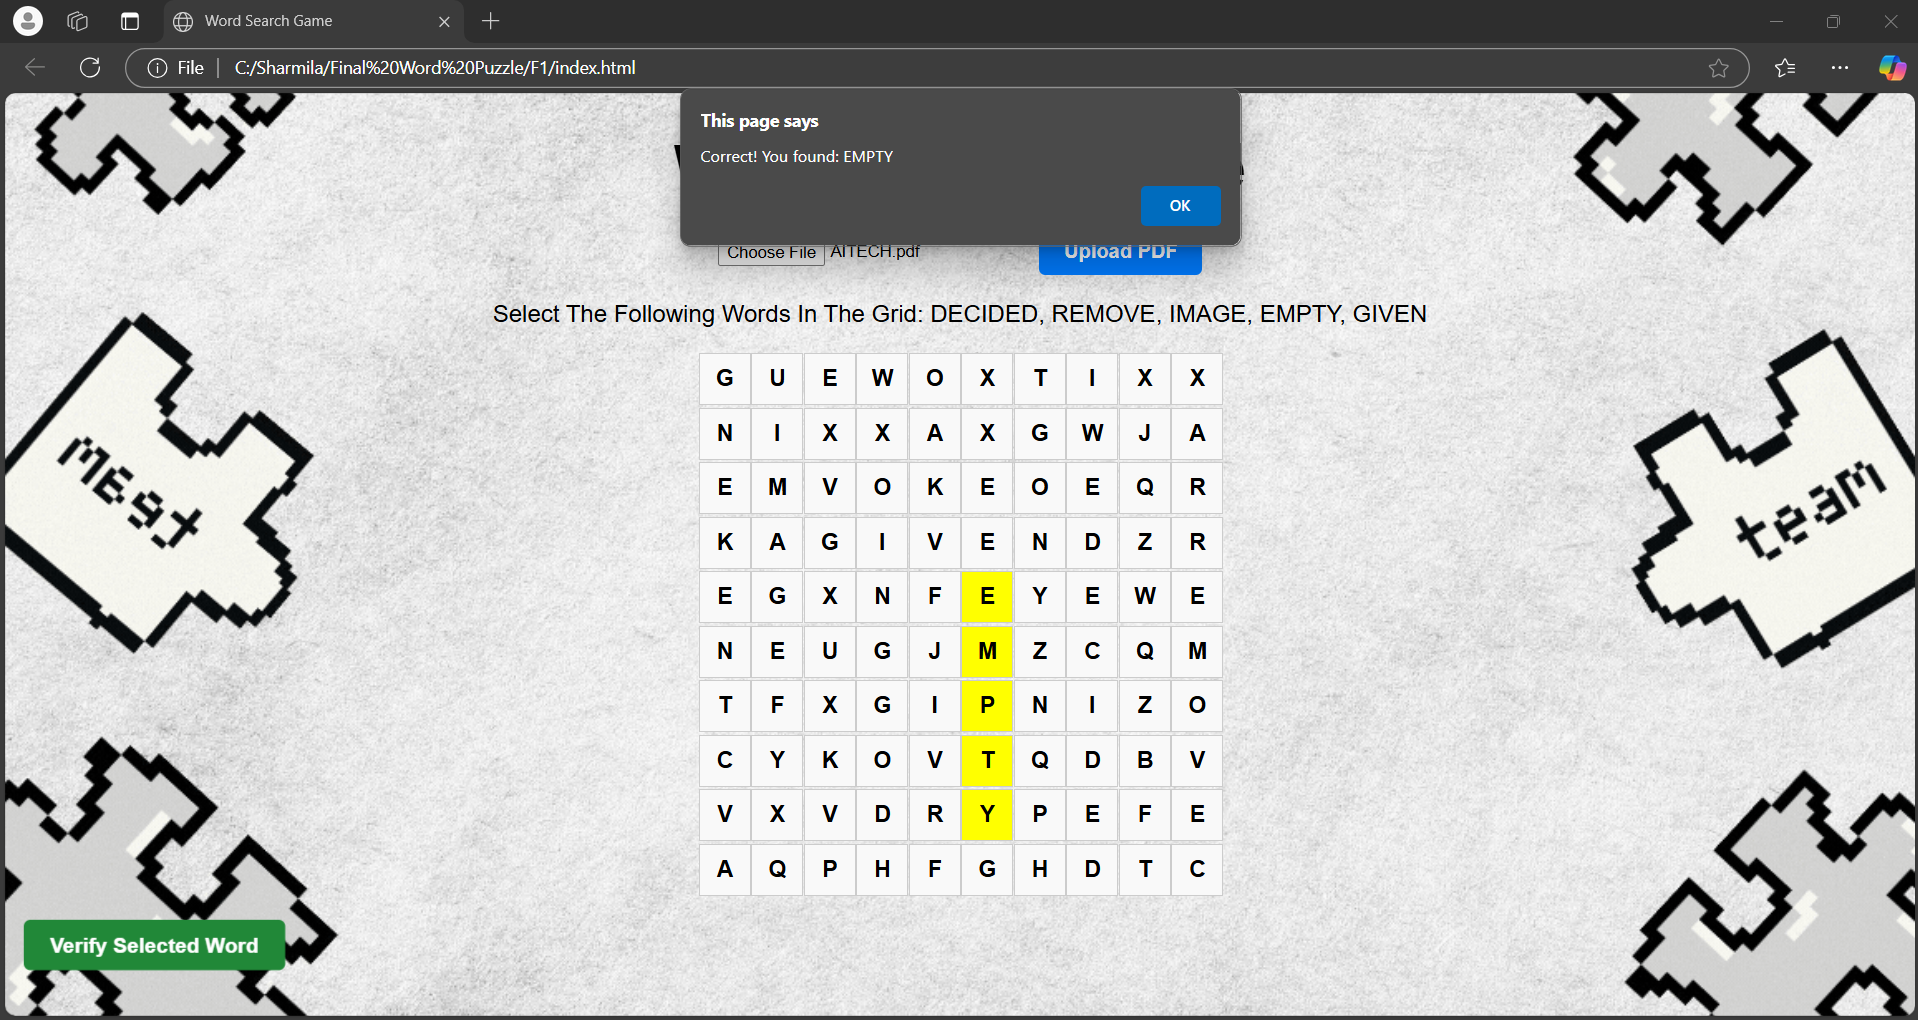 Word Search Game
File
C:/Sharmila/Final%20Word%20Puzzle/F1/index.html
This page says
Correct! You found: EMPTY
OK
Choose File AITECH.pdf
Upload PDF
Select The Following Words In The Grid: DECIDED, REMOVE, IMAGE, EMPTY, GIVEN
G U E W O X T I X X
N I X X A X G W J A
E M V O K E O E Q R
K A G I V E N D Z R
E G X N F E Y E W E
N E U G J M Z C Q M
T F X G I P N I Z O
C Y K O V T Q D B V
V X V D R Y P E F E
A Q P H F G H D T C
Meet
team
Verify Selected Word